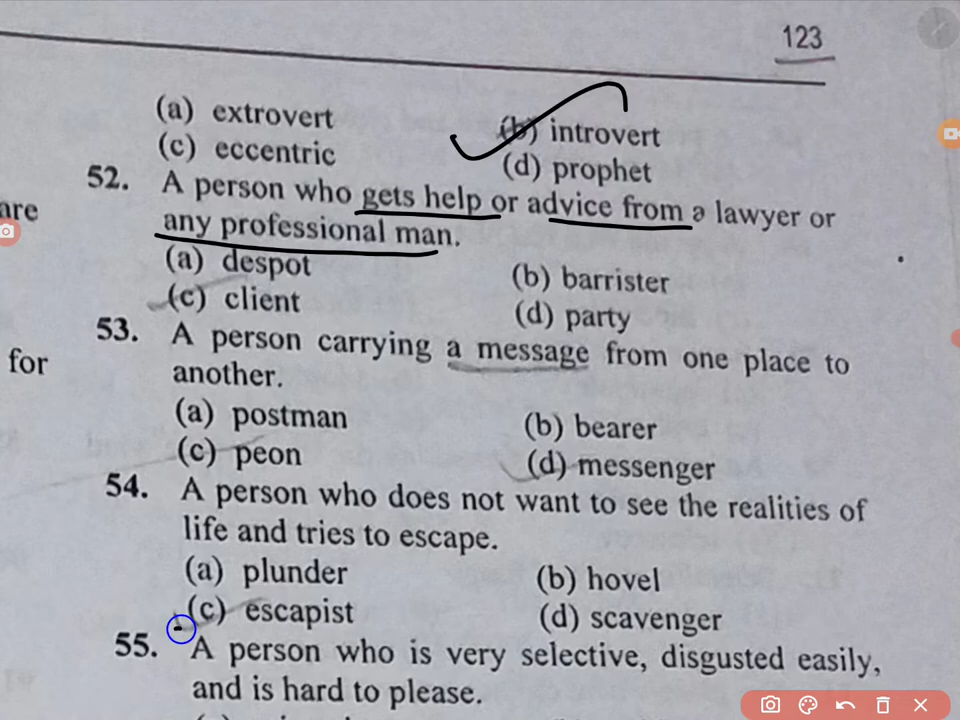 123
(a) extrovert (b) introvert
(c) eccentric (d) prophet
52. A person who gets help or advice from a lawyer or
are
any professional man.
(a) despot (b) barrister
(c) client (d) party
53. A person carrying a message from one place to
for
another.
(a) postman (b) bearer
(c) peon (d) messenger
54. A person who does not want to see the realities of
life and tries to escape.
(a) plunder (b) hovel
(c) escapist (d) scavenger
55. A person who is very selective, disgusted easily,
and is hard to please.